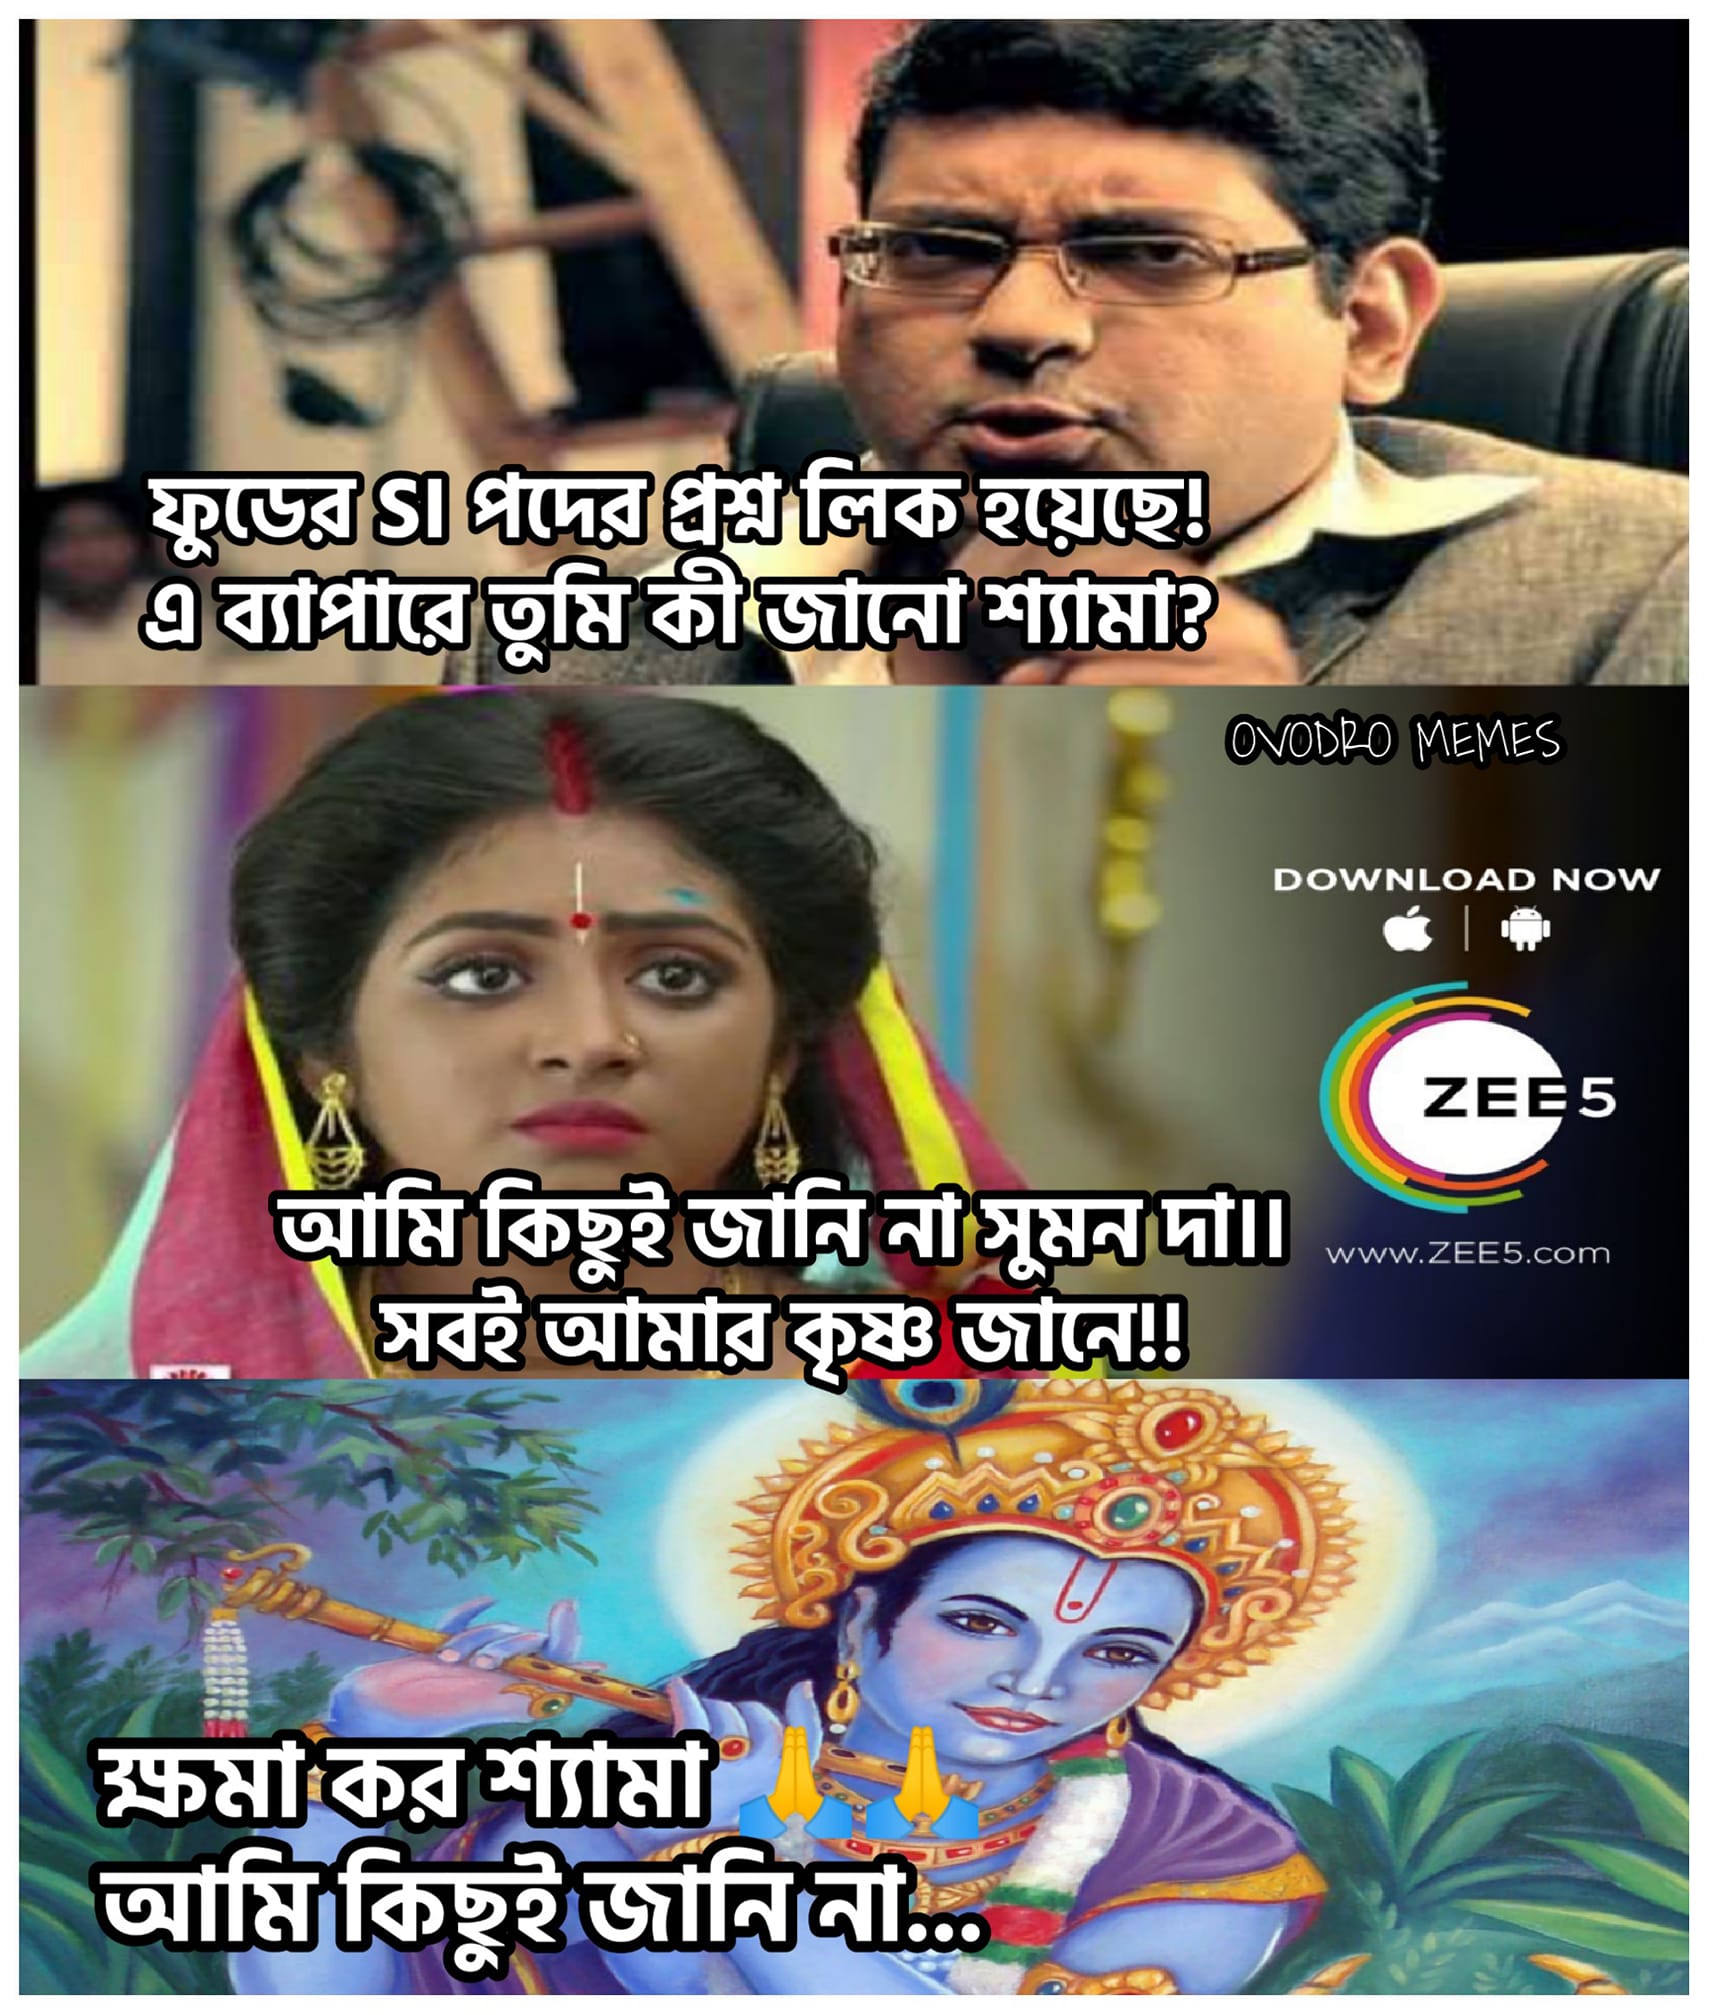 ফুডের SI পদের প্রশ্ন লিক হয়েছে!
এ ব্যাপারে তুমি কী জানো শ্যামা?
OVODRO MEMES
DOWNLOAD NOW
ZEE5
www.ZEE5.com
আমি কিছুই জানি না সুমন দা।।
সবই আমার কৃষ্ণ জানে!!
ক্ষমা কর শ্যামা 🙏🙏
আমি কিছুই জানি না...